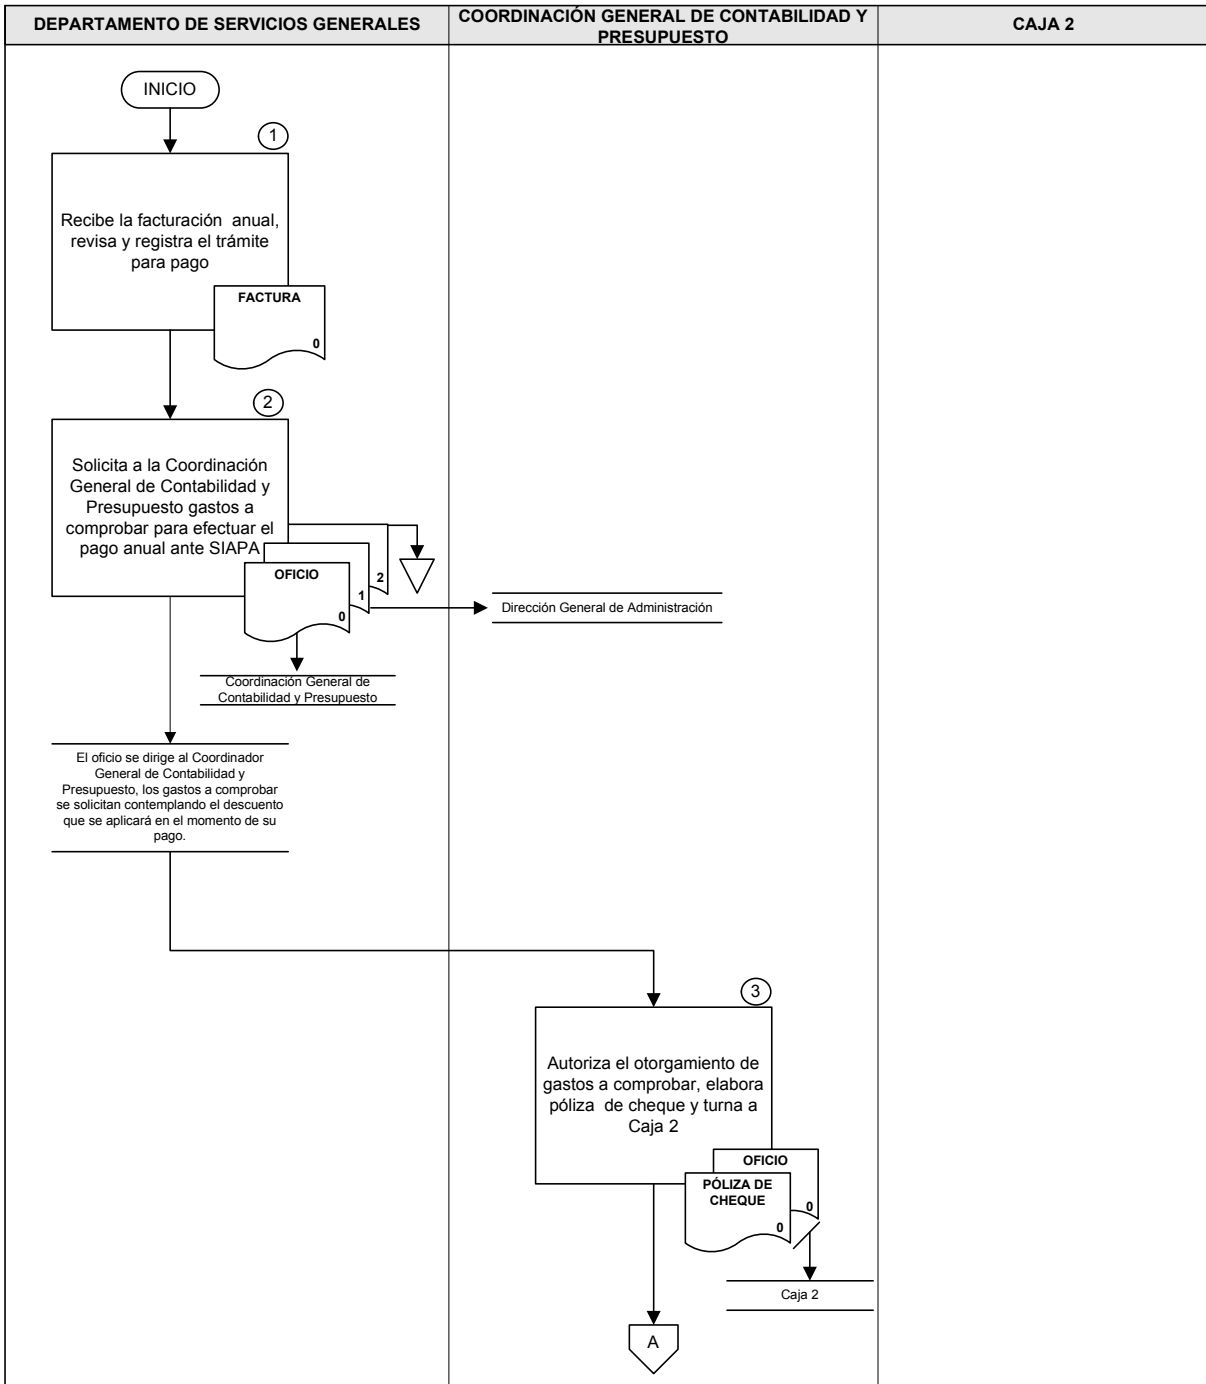 DEPARTAMENTO DE SERVICIOS GENERALES
COORDINACIÓN GENERAL DE CONTABILIDAD Y
PRESUPUESTO
CAJA 2
INICIO
1
Recibe la facturación anual,
revisa y registra el trámite
para pago
FACTURA
0
2
Solicita a la Coordinación
General de Contabilidad y
Presupuesto gastos a
comprobar para efectuar el
pago anual ante SIAPA
OFICIO
2
1
0
Dirección General de Administración
Coordinación General de
Contabilidad y Presupuesto
El oficio se dirige al Coordinador
General de Contabilidad y
Presupuesto, los gastos a comprobar
se solicitan contemplando el descuento
que se aplicará en el momento de su
pago.
3
Autoriza el otorgamiento de
gastos a comprobar, elabora
póliza de cheque y turna a
Caja 2
OFICIO
0
PÓLIZA DE
CHEQUE
0
Caja 2
A